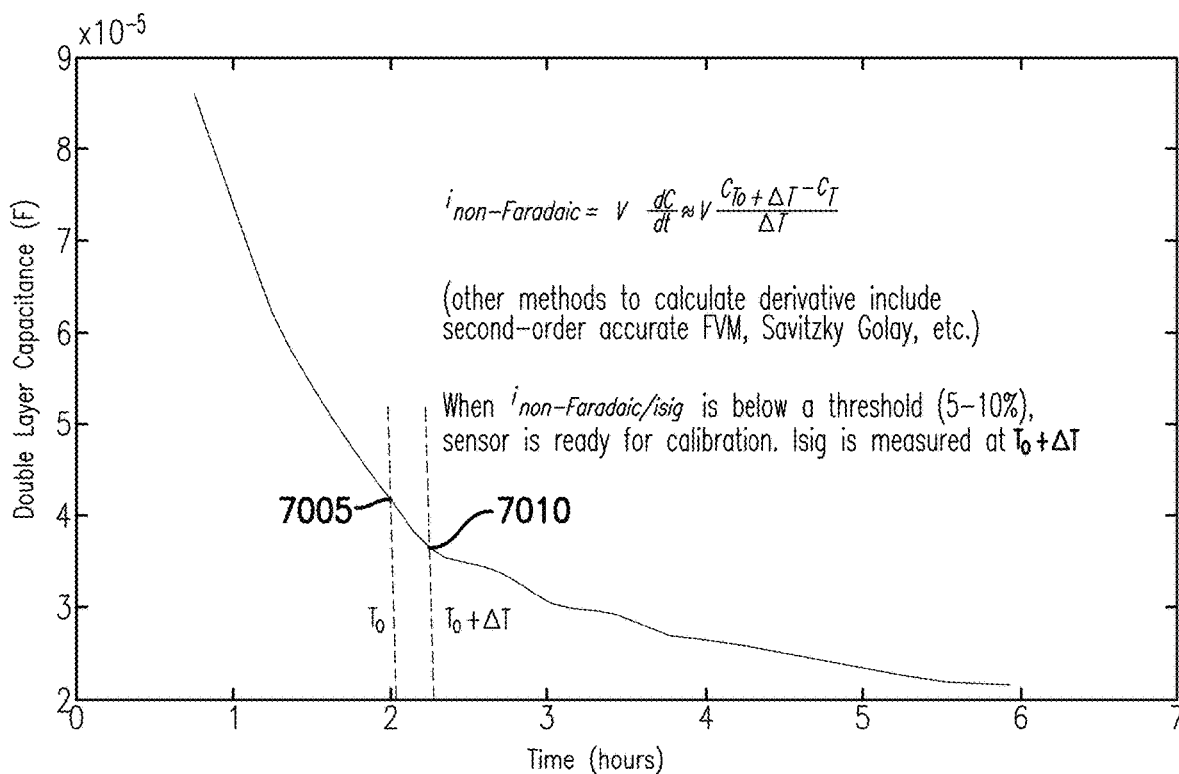 x10⁻⁵
9
8
7
6
5
4
3
2
Double Layer Capacitance (F)
i non-Faradaic = V dC/dt ≈ V C_To + ΔT - C_T / ΔT
(other methods to calculate derivative include
second-order accurate FVM, Savitzky Golay, etc.)
When i non-Faradaic/isig is below a threshold (5-10%),
sensor is ready for calibration. Isig is measured at T₀+ΔT
7005
7010
T₀
T₀+ΔT
0 1 2 3 4 5 6 7
Time (hours)